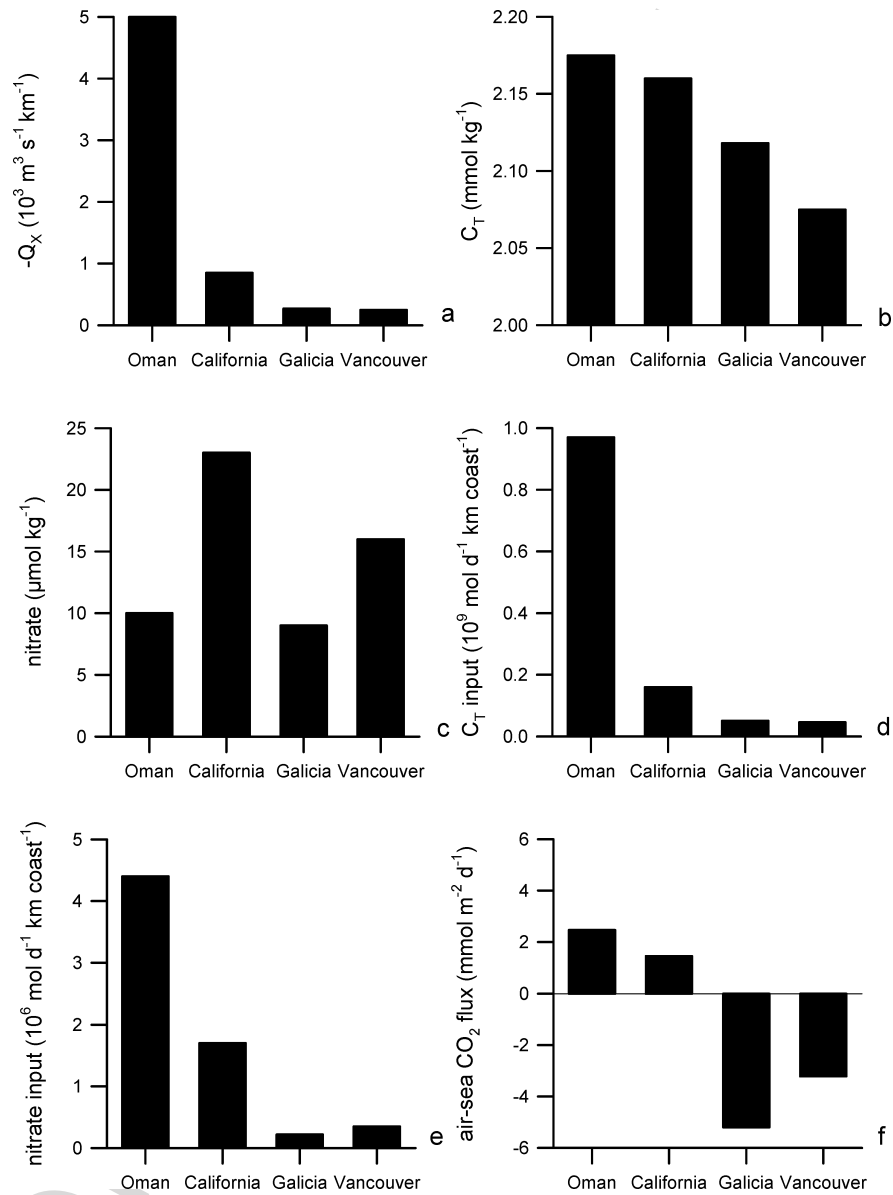 -Q_X (10^3 m^3 s^-1 km^-1)
5
4
3
2
1
0
Oman California Galicia Vancouver
a
C_T (mmol kg^-1)
2.20
2.15
2.10
2.05
2.00
Oman California Galicia Vancouver
b
nitrate (µmol kg^-1)
25
20
15
10
5
0
Oman California Galicia Vancouver
c
C_T input (10^9 mol d^-1 km coast^-1)
1.0
0.8
0.6
0.4
0.2
0.0
Oman California Galicia Vancouver
d
nitrate input (10^6 mol d^-1 km coast^-1)
5
4
3
2
1
0
Oman California Galicia Vancouver
e
air-sea CO_2 flux (mmol m^-2 d^-1)
6
4
2
0
-2
-4
-6
Oman California Galicia Vancouver
f